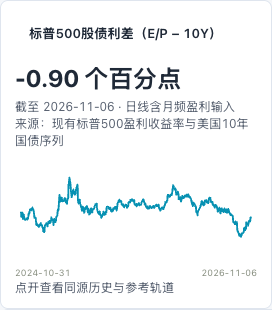 标普500股债利差（E/P − 10Y）
-0.90 个百分点
截至 2026-11-06 · 日线含月频盈利输入
来源：现有标普500盈利收益率与美国10年
国债序列
2024-10-31
2026-11-06
点开查看同源历史与参考轨道